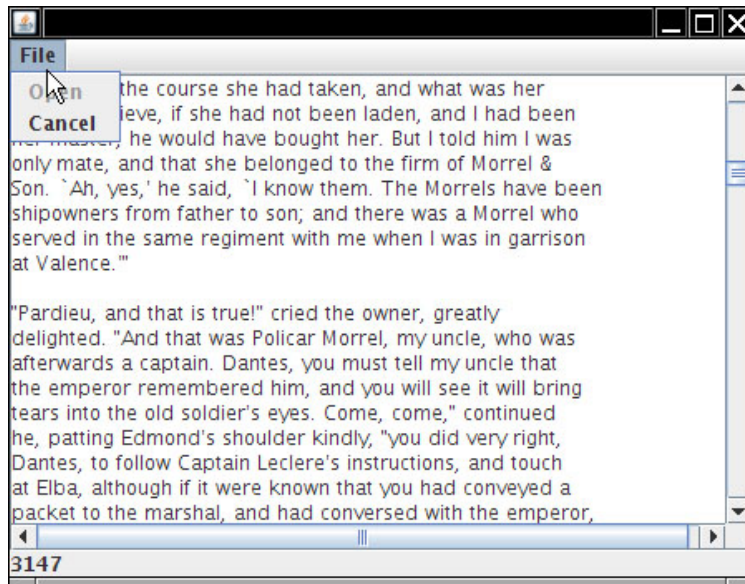 File
Open
Cancel
the course she had taken, and what was her
ieve, if she had not been laden, and I had been
her master, he would have bought her. But I told him I was
only mate, and that she belonged to the firm of Morrel &
Son. `Ah, yes,' he said, `I know them. The Morrels have been
shipowners from father to son; and there was a Morrel who
served in the same regiment with me when I was in garrison
at Valence.'"
"Pardieu, and that is true!" cried the owner, greatly
delighted. "And that was Policar Morrel, my uncle, who was
afterwards a captain. Dantes, you must tell my uncle that
the emperor remembered him, and you will see it will bring
tears into the old soldier's eyes. Come, come," continued
he, patting Edmond's shoulder kindly, "you did very right,
Dantes, to follow Captain Leclere's instructions, and touch
at Elba, although if it were known that you had conveyed a
packet to the marshal, and had conversed with the emperor,
3147